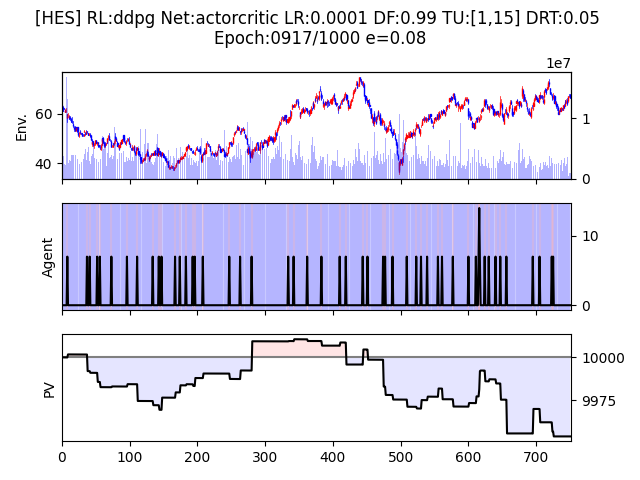 [HES] RL:ddpg Net:actorcritic LR:0.0001 DF:0.99 TU:[1,15] DRT:0.05
Epoch:0917/1000 e=0.08
1e7
Env.
60
40
1
0
Agent
10
0
PV
10000
9975
0 100 200 300 400 500 600 700